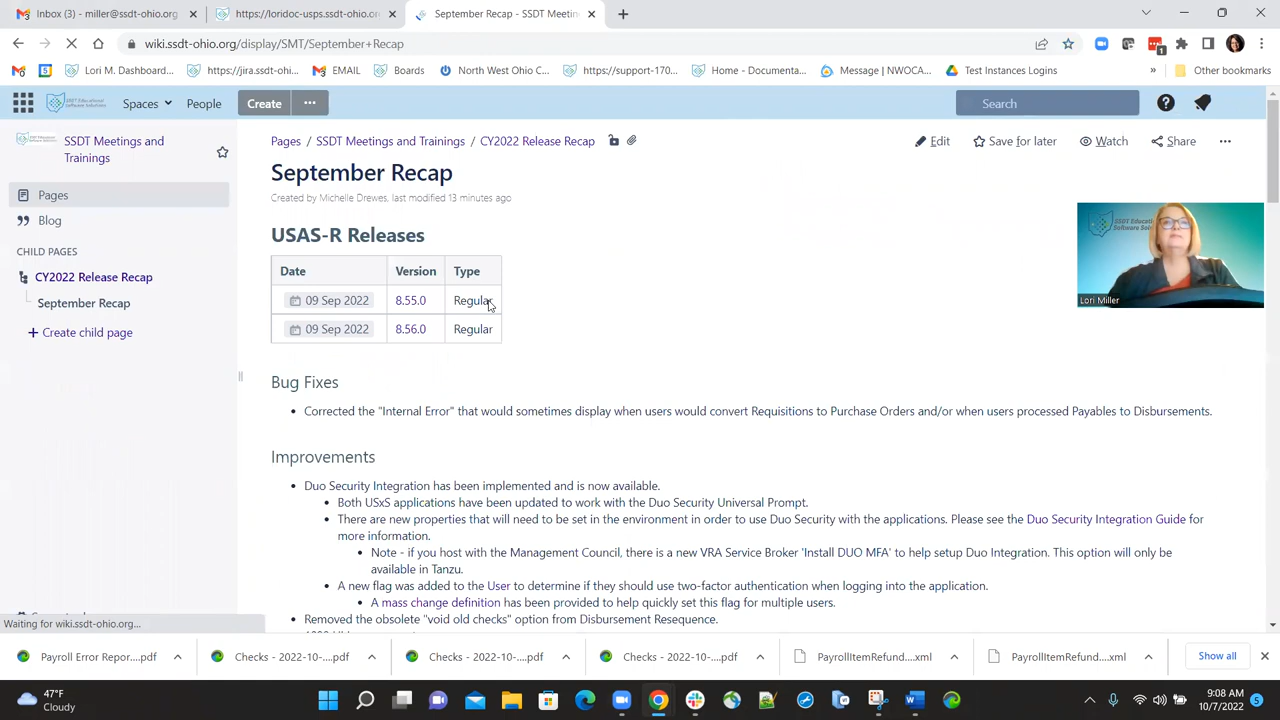 Inbox (3) - miller@ssdt-ohio.org
https://loridoc-usps.ssdt-ohio.org
September Recap - SSDT Meetin
wiki.ssdt-ohio.org/display/SMT/September+Recap
1
Lori M. Dashboard...
https://jira.ssdt-ohi...
EMAIL
Boards
North West Ohio C...
https://support-170...
Home - Documenta...
Message | NWOCA...
Test Instances Logins
»
Other bookmarks
Spaces
People
Create
Search
SSDT Meetings and
Trainings
Pages
Blog
CHILD PAGES
CY2022 Release Recap
September Recap
+ Create child page
Pages / SSDT Meetings and Trainings / CY2022 Release Recap
Edit
Save for later
Watch
Share
September Recap
Created by Michelle Drewes, last modified 13 minutes ago
USAS-R Releases
Date Version Type
09 Sep 2022 8.55.0 Regular
09 Sep 2022 8.56.0 Regular
Lori Miller
Bug Fixes
• Corrected the "Internal Error" that would sometimes display when users would convert Requisitions to Purchase Orders and/or when users processed Payables to Disbursements.
Improvements
• Duo Security Integration has been implemented and is now available.
• Both USxS applications have been updated to work with the Duo Security Universal Prompt.
• There are new properties that will need to be set in the environment in order to use Duo Security with the applications. Please see the Duo Security Integration Guide for
more information.
• Note - if you host with the Management Council, there is a new VRA Service Broker 'Install DUO MFA' to help setup Duo Integration. This option will only be
available in Tanzu.
• A new flag was added to the User to determine if they should use two-factor authentication when logging into the application.
• A mass change definition has been provided to help quickly set this flag for multiple users.
• Removed the obsolete "void old checks" option from Disbursement Resequence.
Waiting for wiki.ssdt-ohio.org...
Payroll Error Repor....pdf
Checks - 2022-10-....pdf
Checks - 2022-10-....pdf
Checks - 2022-10-....pdf
PayrollItemRefund....xml
PayrollItemRefund....xml
Show all
47°F
Cloudy
9:08 AM
10/7/2022
5